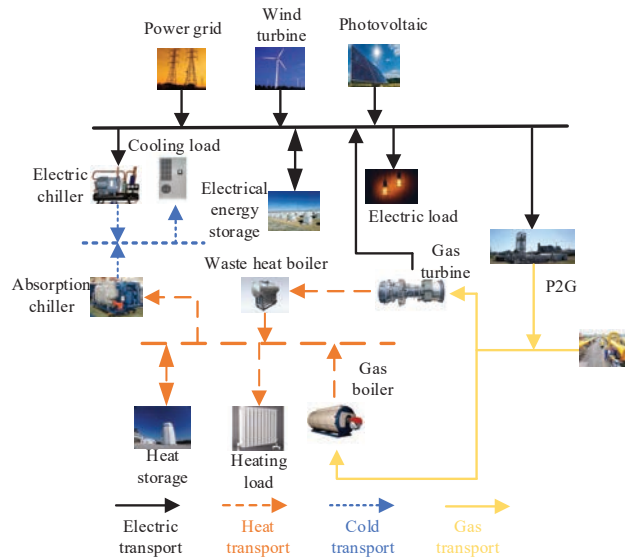 Power grid
Wind
turbine
Photovoltaic
Electric
chiller
Cooling load
Electrical
energy
storage
Electric load
Absorption
chiller
Waste heat boiler
Gas
turbine
P2G
Gas
boiler
Heat
storage
Heating
load
Electric
transport
Heat
transport
Cold
transport
Gas
transport